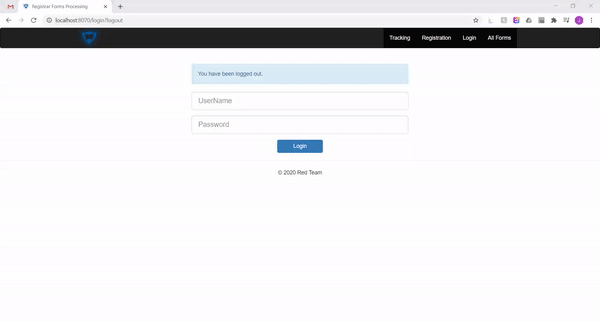 Registrar Forms Processing
localhost:8070/login?logout
Tracking Registration Login All Forms
You have been logged out.
UserName
Password
Login
© 2020 Red Team